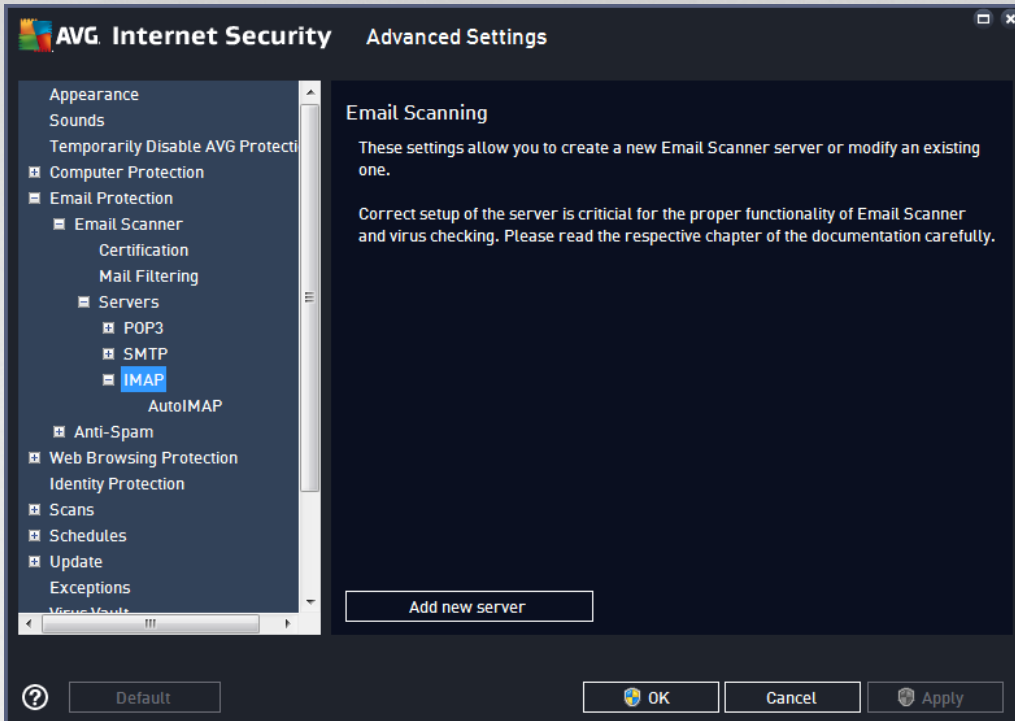 AVG Internet Security Advanced Settings
Appearance
Sounds
Temporarily Disable AVG Protecti
Computer Protection
Email Protection
Email Scanner
Certification
Mail Filtering
Servers
POP3
SMTP
IMAP
AutoIMAP
Anti-Spam
Web Browsing Protection
Identity Protection
Scans
Schedules
Update
Exceptions
Virus Vault
Email Scanning
These settings allow you to create a new Email Scanner server or modify an existing
one.
Correct setup of the server is criticial for the proper functionality of Email Scanner
and virus checking. Please read the respective chapter of the documentation carefully.
Add new server
? Default OK Cancel Apply